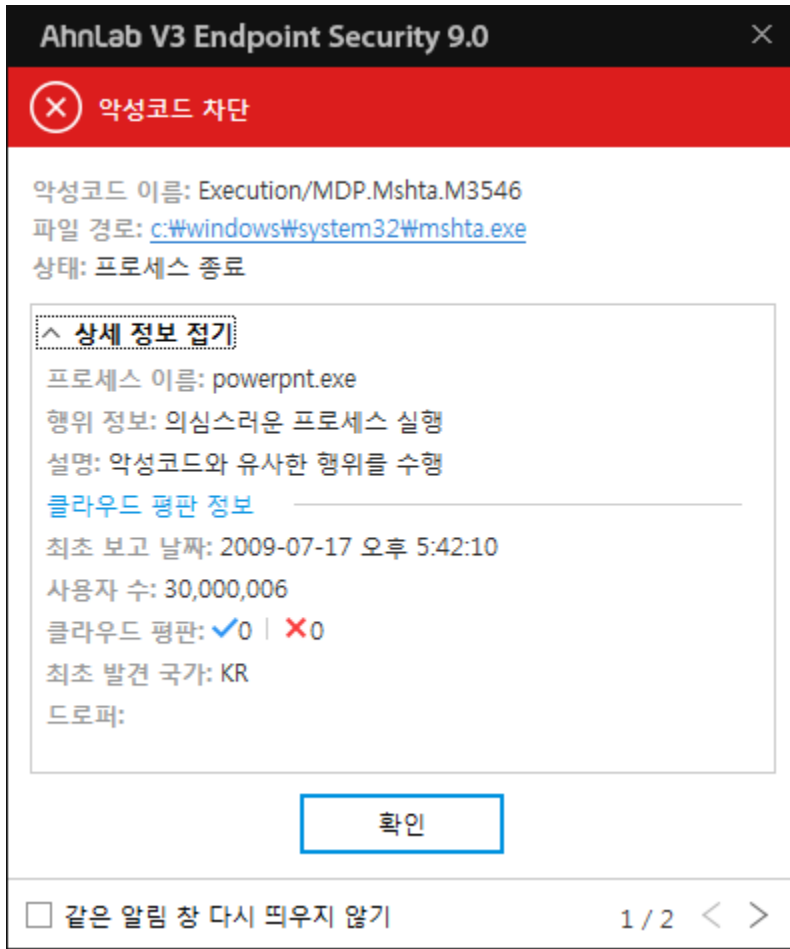 AhnLab V3 Endpoint Security 9.0
악성코드 차단
악성코드 이름: Execution/MDP.Mshta.M3546
파일 경로: c:₩windows₩system32₩mshta.exe
상태: 프로세스 종료
상세 정보 접기
프로세스 이름: powerpnt.exe
행위 정보: 의심스러운 프로세스 실행
설명: 악성코드와 유사한 행위를 수행
클라우드 평판 정보
최초 보고 날짜: 2009-07-17 오후 5:42:10
사용자 수: 30,000,006
클라우드 평판: 0 | 0
최초 발견 국가: KR
드로퍼:
확인
같은 알림 창 다시 띄우지 않기 1 / 2